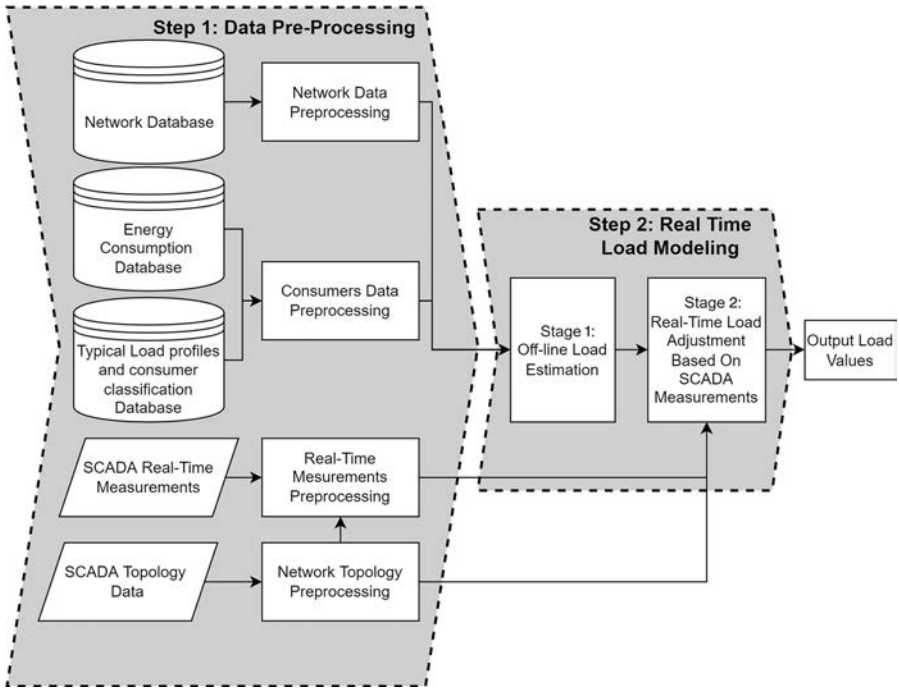 Step 1: Data Pre-Processing
Network Database
Network Data
Preprocessing
Energy
Consumption
Database
Consumers Data
Preprocessing
Typical Load profiles
and consumer
classification
Database
SCADA Real-Time
Measurements
Real-Time
Mesurements
Preprocessing
SCADA Topology
Data
Network Topology
Preprocessing
Step 2: Real Time
Load Modeling
Stage 1:
Off-line Load
Estimation
Stage 2:
Real-Time Load
Adjustment
Based On
SCADA
Measurements
Output Load
Values